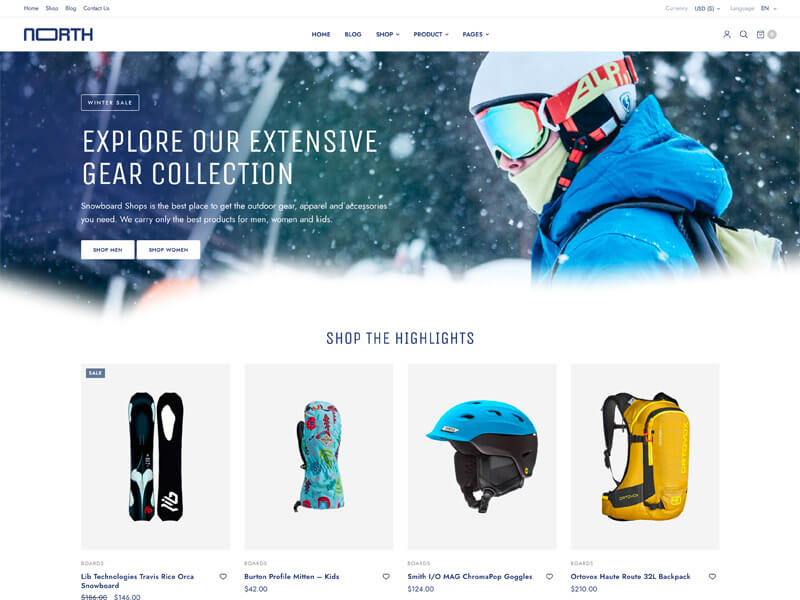 Home Shop Blog Contact Us
Currency USD ($) Language EN
NORTH
HOME BLOG SHOP PRODUCT PAGES
0
WINTER SALE
ALPI
EXPLORE OUR EXTENSIVE
GEAR COLLECTION
Snowboard Shops is the best place to get the outdoor gear, apparel and accessories
you need. We carry only the best products for men, women and kids.
SHOP MEN SHOP WOMEN
SHOP THE HIGHLIGHTS
SALE
lib
ORTOVOX
ORTOVOX
BOARDS BOARDS BOARDS BOARDS
Lib Technologies Travis Rice Orca
Snowboard
$186.00 $146.00
Burton Profile Mitten – Kids
$42.00
Smith I/O MAG ChromaPop Goggles
$124.00
Ortovox Haute Route 32L Backpack
$210.00